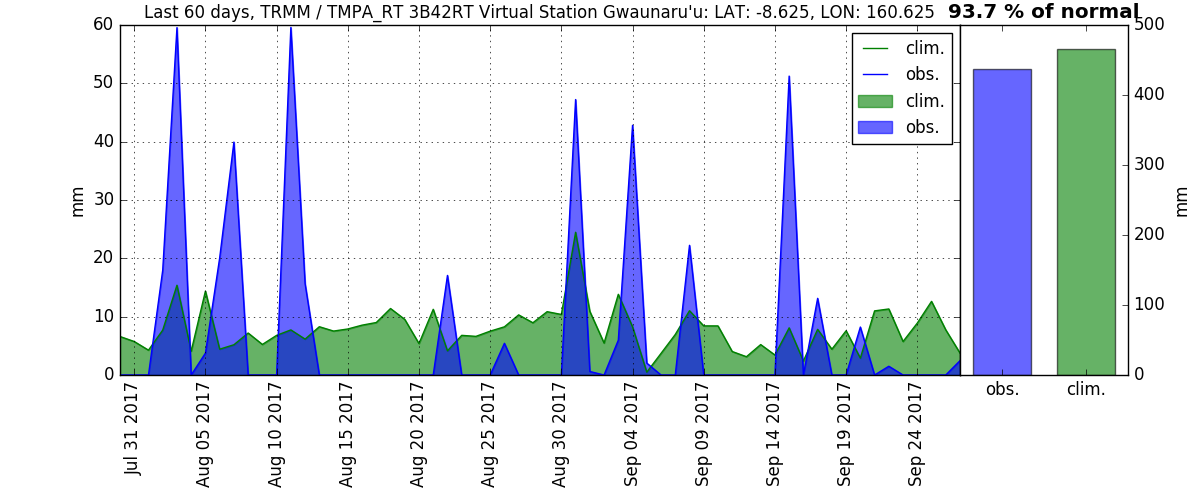 Last 60 days, TRMM / TMPA_RT 3B42RT Virtual Station Gwaunaru'u: LAT: -8.625, LON: 160.625
93.7 % of normal
60
50
40
30
20
10
0
mm
clim.
obs.
clim.
obs.
Jul 31 2017
Aug 05 2017
Aug 10 2017
Aug 15 2017
Aug 20 2017
Aug 25 2017
Aug 30 2017
Sep 04 2017
Sep 09 2017
Sep 14 2017
Sep 19 2017
Sep 24 2017
500
400
300
200
100
0
mm
obs.
clim.